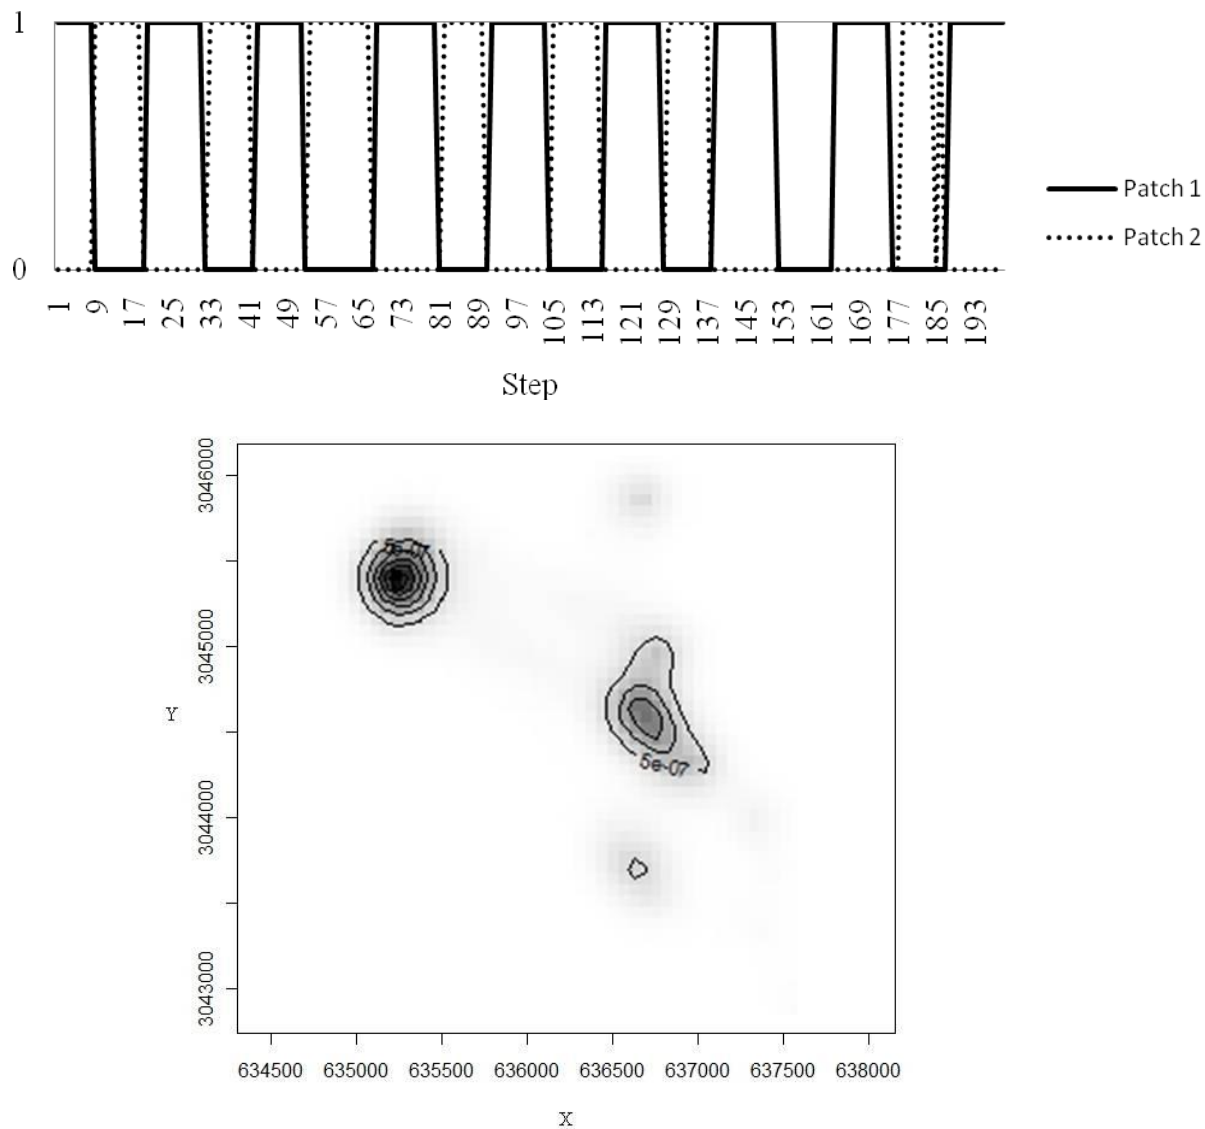 1
0
Patch 1
Patch 2
1 9 17 25 33 41 49 57 65 73 81 89 97 105 113 121 129 137 145 153 161 169 177 185 193
Step
3046000
3045000
3044000
3043000
Y
5e-07
5e-07
634500 635000 635500 636000 636500 637000 637500 638000
X